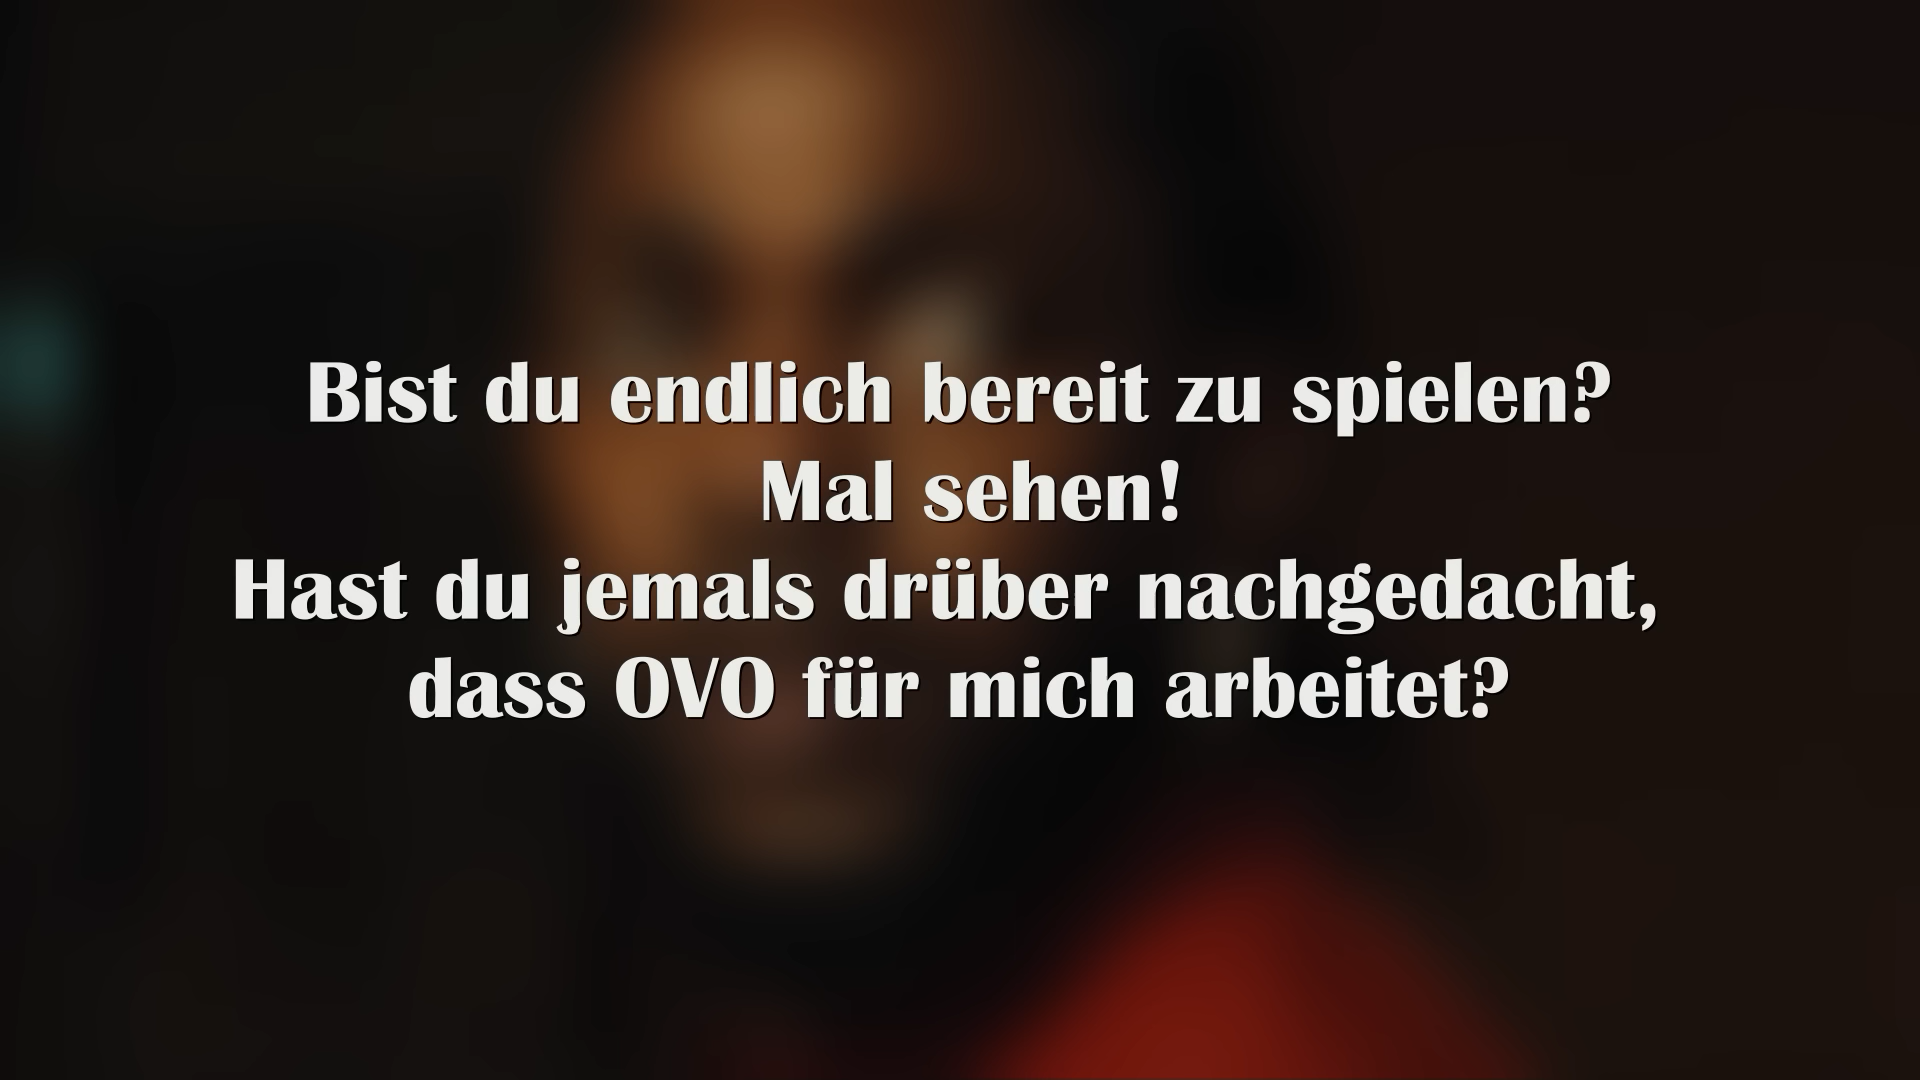 Bist du endlich bereit zu spielen?
Mal sehen!
Hast du jemals drüber nachgedacht,
dass OVO für mich arbeitet?